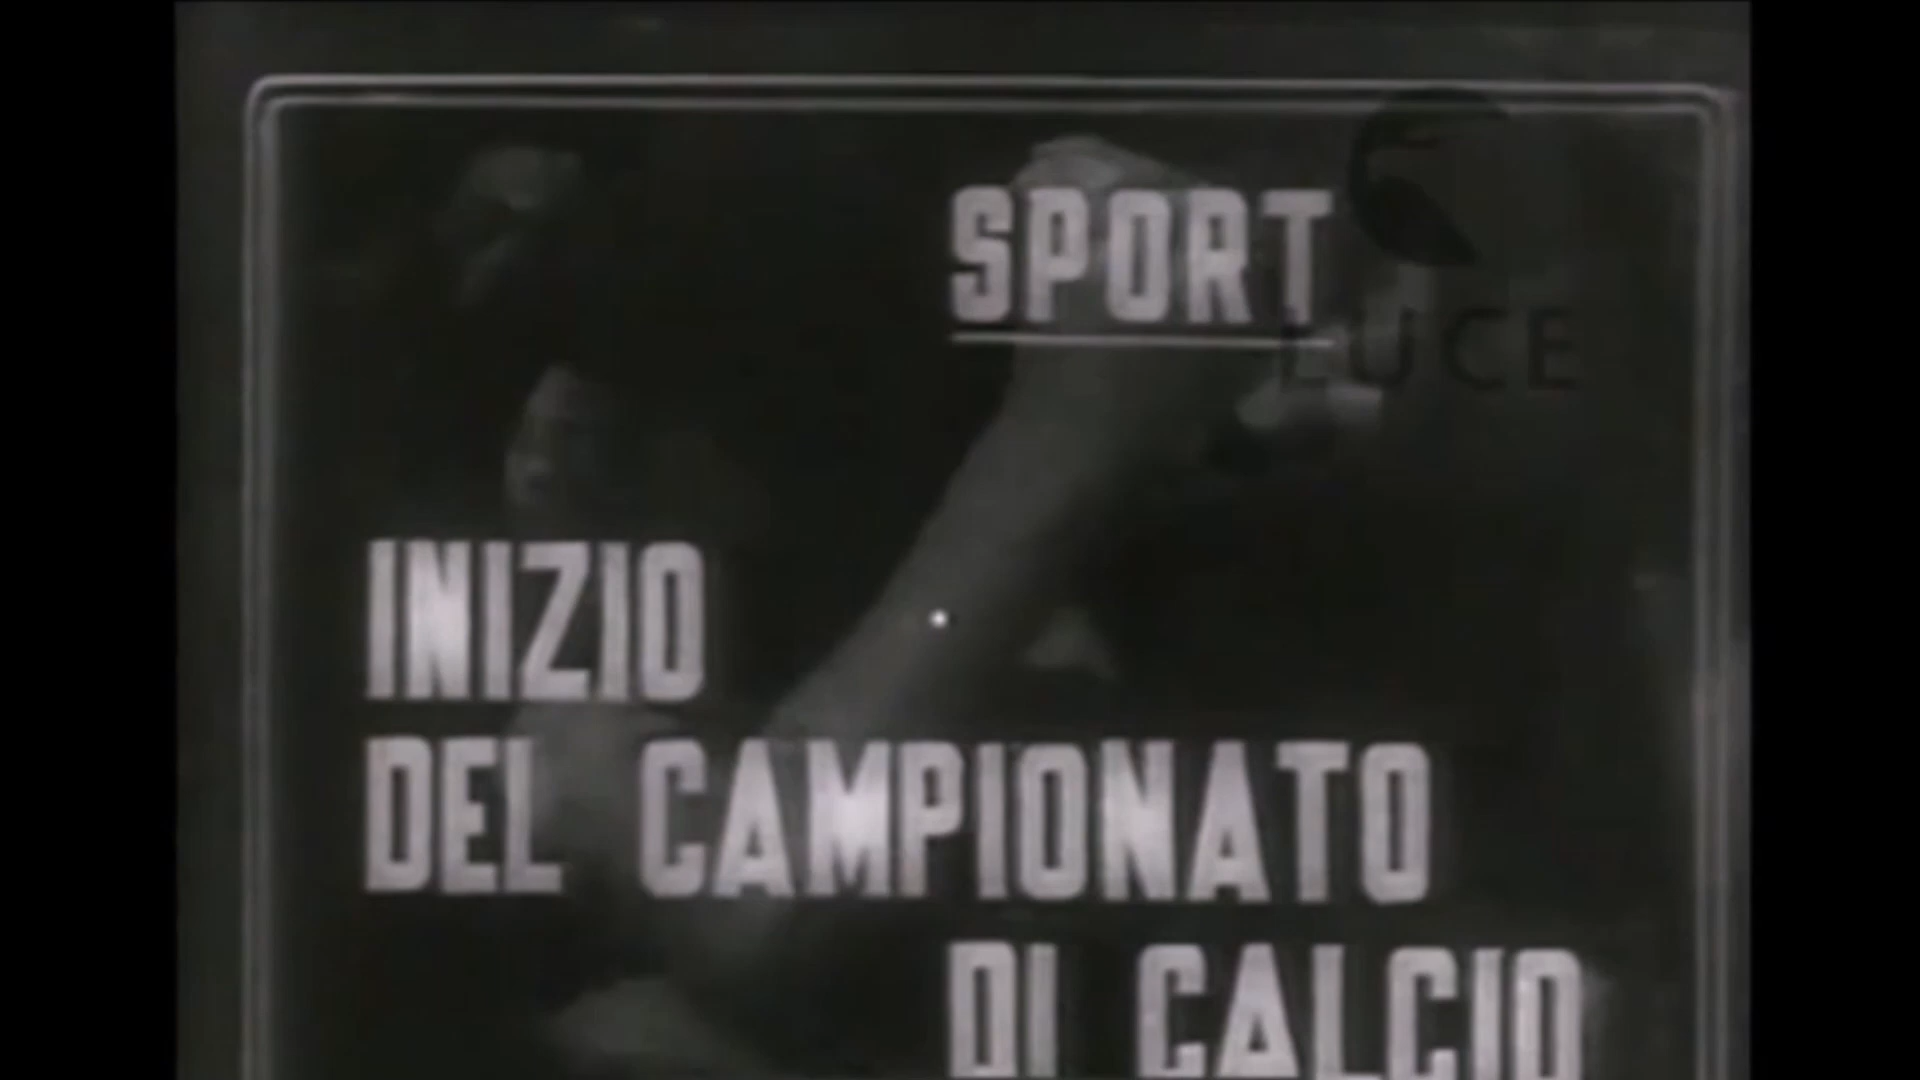 SPORT
LUCE
INIZIO
DEL CAMPIONATO
DI CALCIO